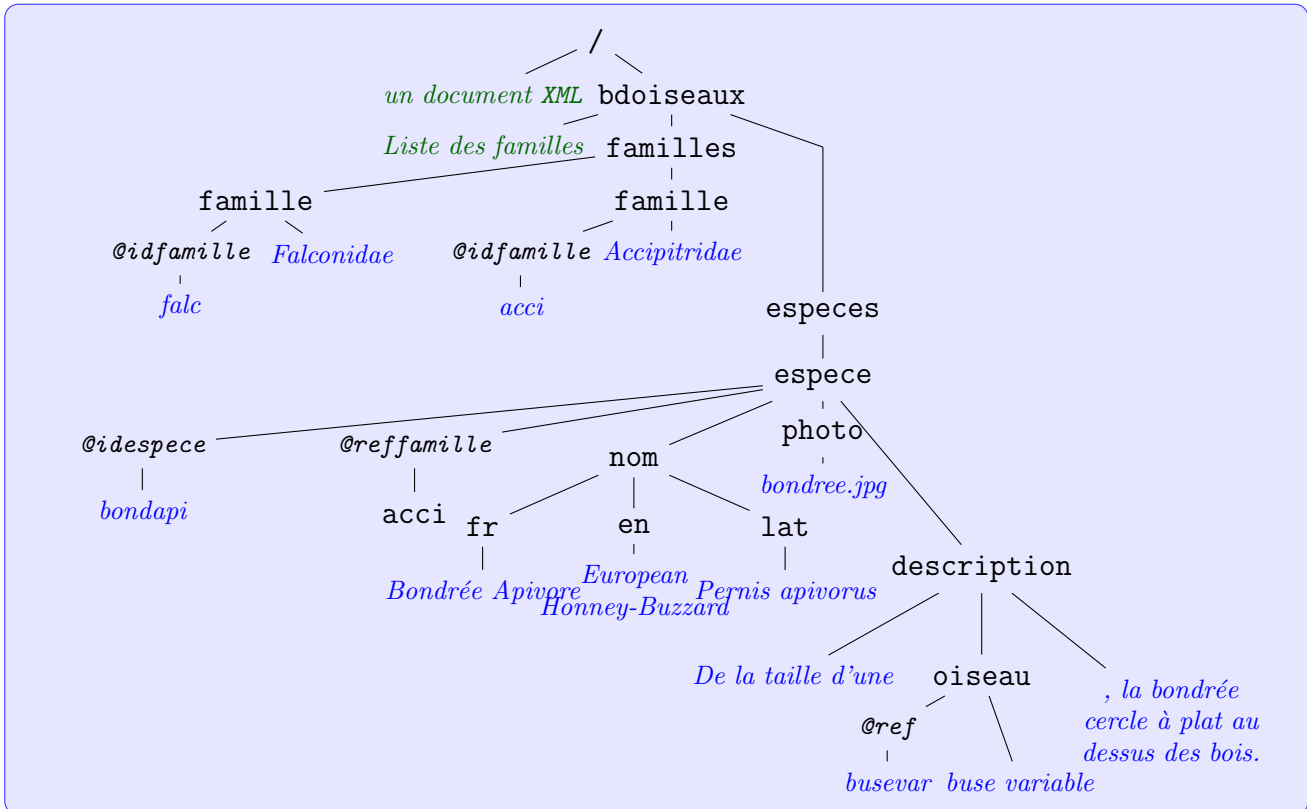 /
un document XML bdoiseaux
Liste des familles familles
famille famille
@idfamille Falconidae @idfamille Accipitridae
falc acci
especes
espece
@idespece @reffamille nom photo
bondapi acci bondree.jpg
fr en lat
Bondrée Apivore European Honney-Buzzard Pernis apivorus
description
De la taille d'une oiseau , la bondrée
cercle à plat au
dessus des bois.
@ref
busevar buse variable